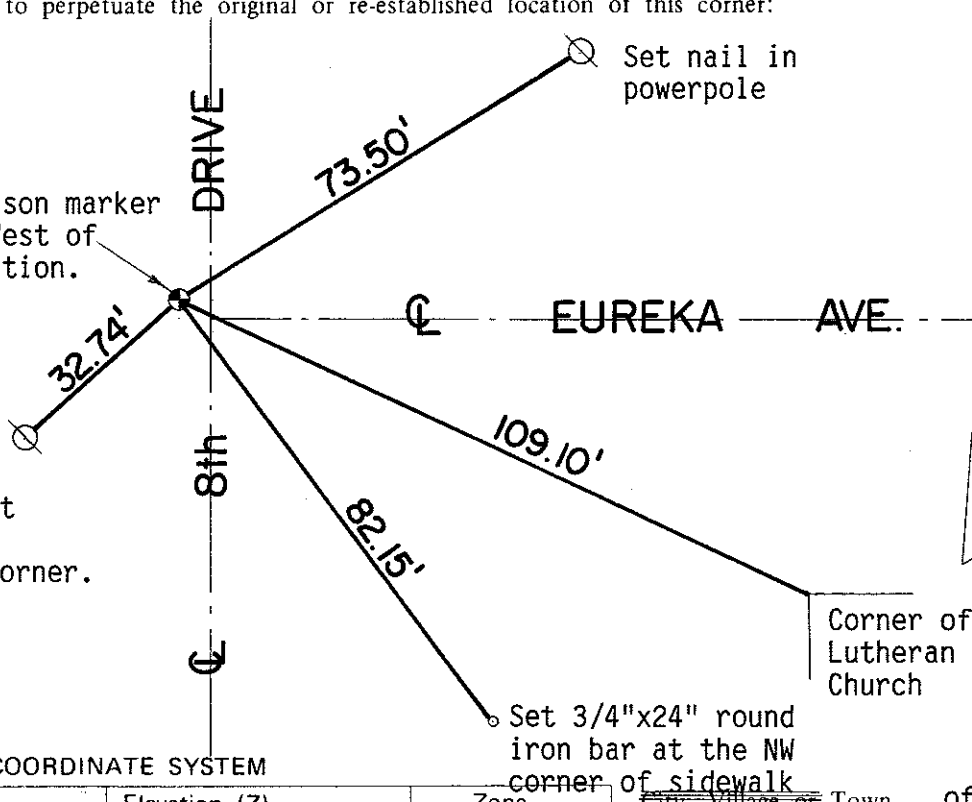 to perpetuate the original or re-established location of this corner:
Set nail in
powerpole
DRIVE
73.50'
son marker
est of
tion.
32.74'
℄ EUREKA AVE.
109.10'
8th
82.15'
t
orner.
℄
Corner of
Lutheran
Church
Set 3/4"x24" round
iron bar at the NW
corner of sidewalk
COORDINATE SYSTEM
Elevation (Z)
Zone
Village or Town of